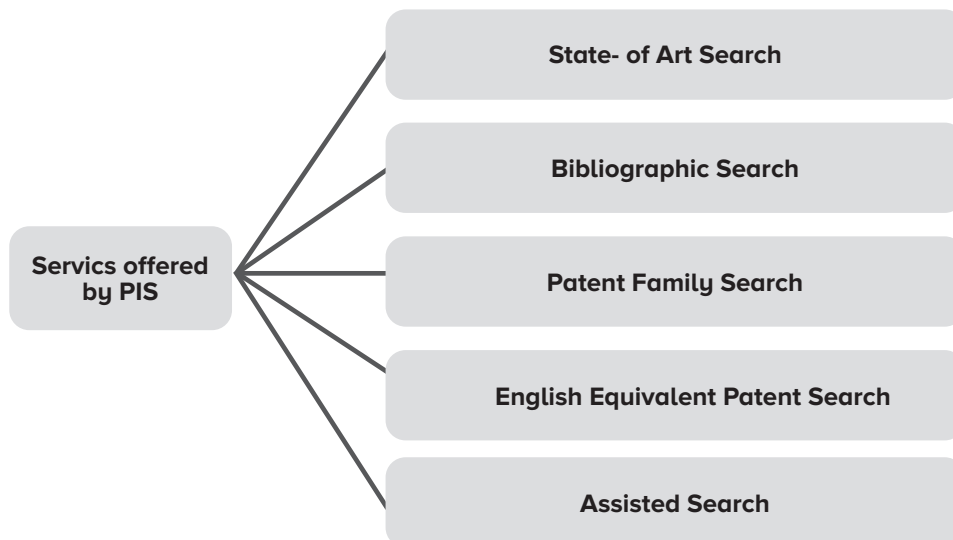 Servics offered
by PIS
State- of Art Search
Bibliographic Search
Patent Family Search
English Equivalent Patent Search
Assisted Search